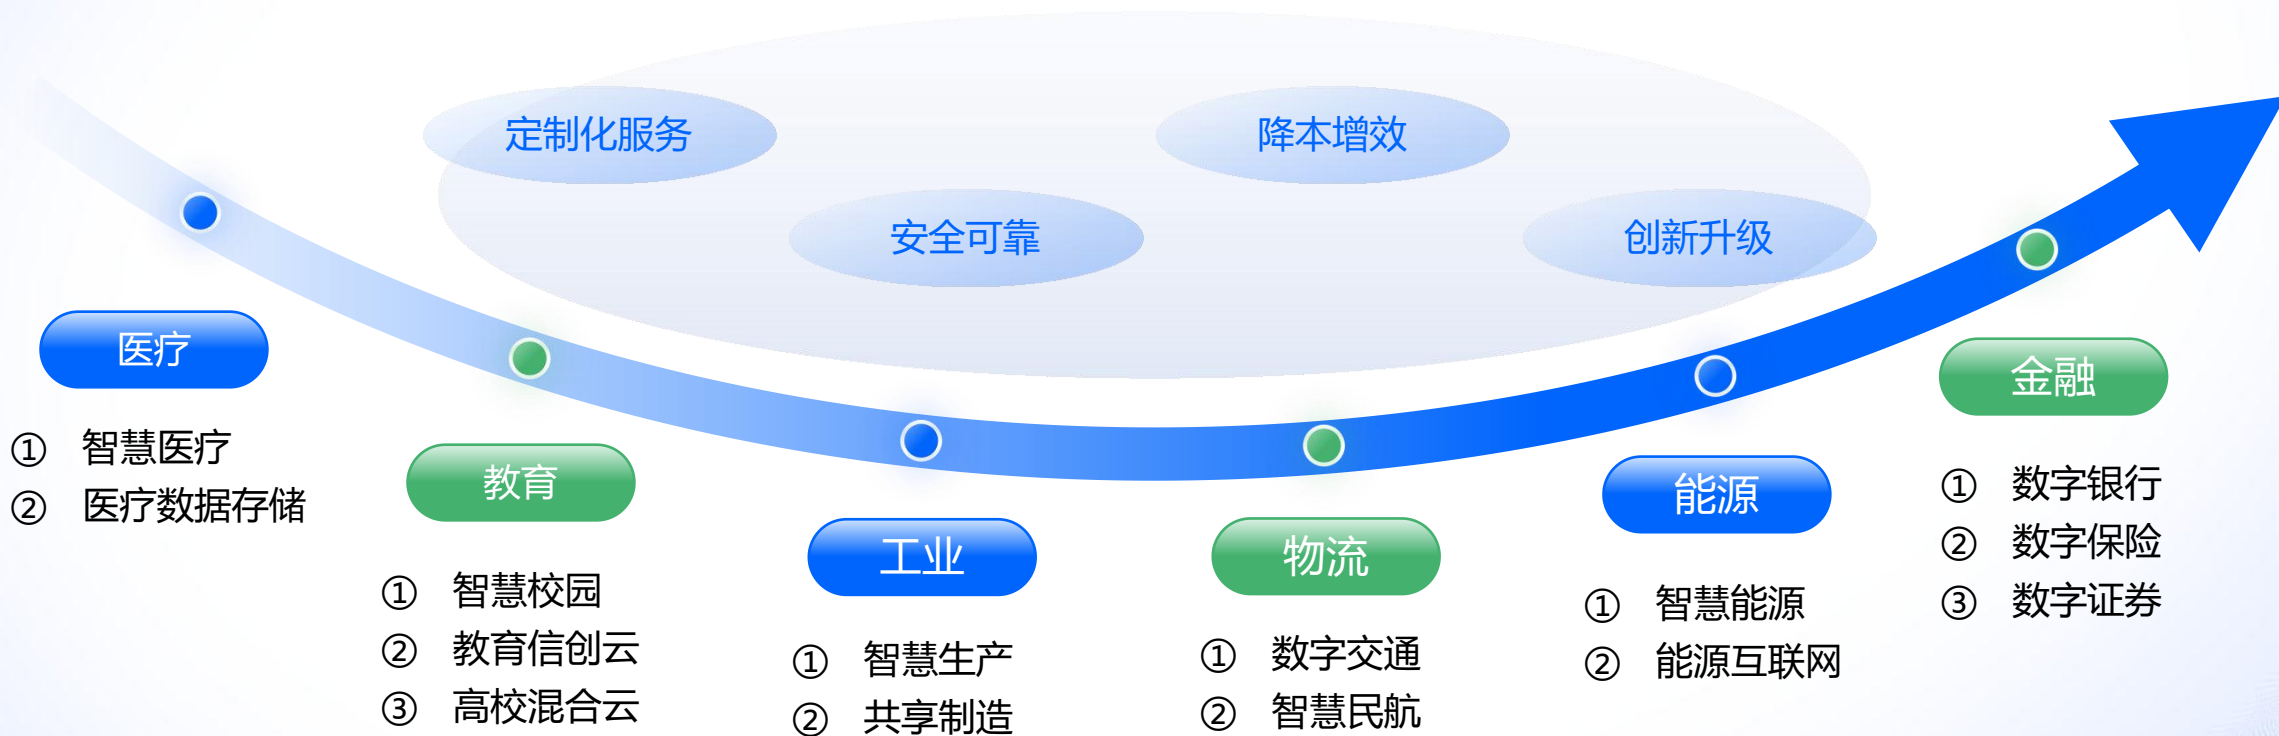 定制化服务
降本增效
安全可靠
创新升级
医疗
① 智慧医疗
② 医疗数据存储
教育
① 智慧校园
② 教育信创云
③ 高校混合云
工业
① 智慧生产
② 共享制造
物流
① 数字交通
② 智慧民航
能源
① 智慧能源
② 能源互联网
金融
① 数字银行
② 数字保险
③ 数字证券